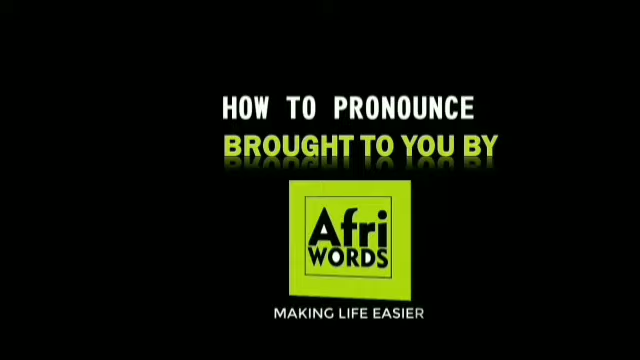 HOW TO PRONOUNCE
BROUGHT TO YOU BY
Afri
WORDS
MAKING LIFE EASIER